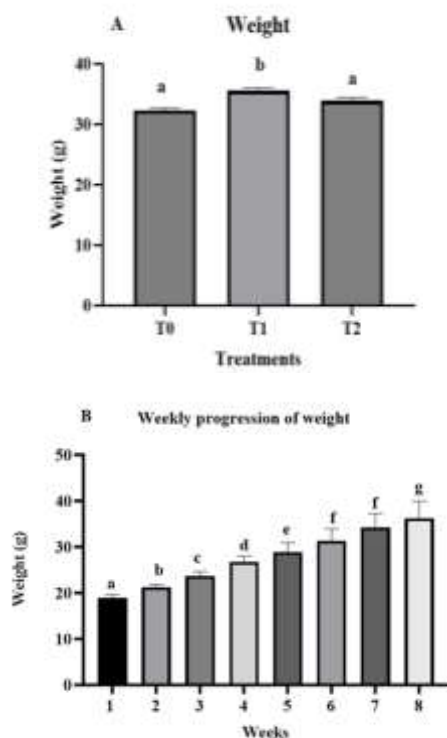 A Weight
40
30
20
10
0
Weight (g)
a b a
T0 T1 T2
Treatments
B Weekly progression of weight
50
40
30
20
10
0
Weight (g)
a b c d e f f g
1 2 3 4 5 6 7 8
Weeks